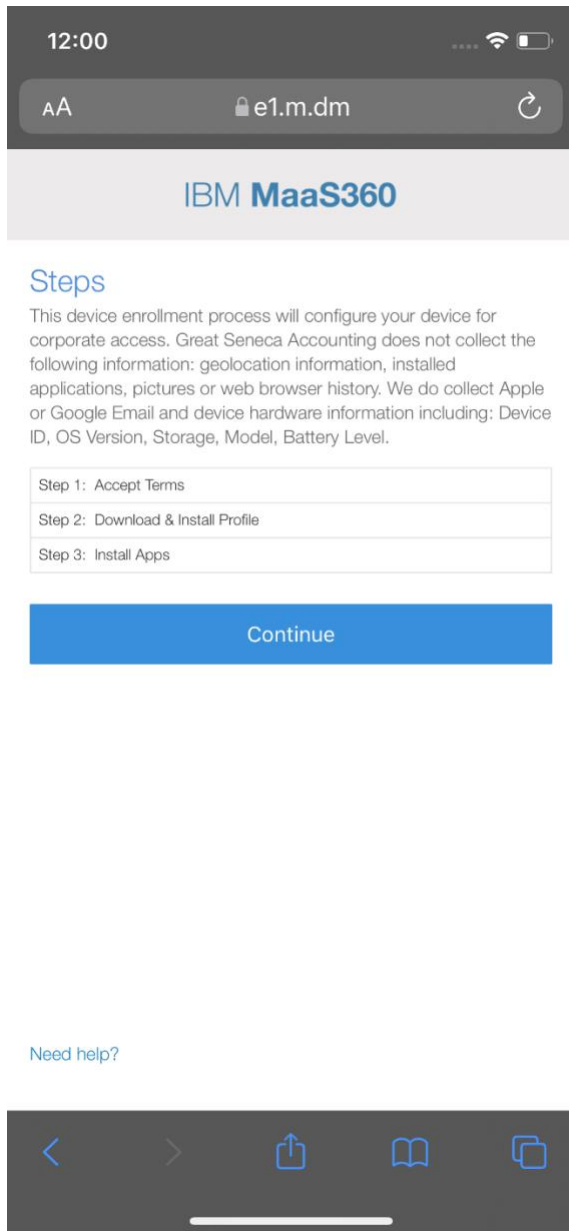 12:00
AA e1.m.dm
IBM MaaS360
Steps
This device enrollment process will configure your device for
corporate access. Great Seneca Accounting does not collect the
following information: geolocation information, installed
applications, pictures or web browser history. We do collect Apple
or Google Email and device hardware information including: Device
ID, OS Version, Storage, Model, Battery Level.
Step 1: Accept Terms
Step 2: Download & Install Profile
Step 3: Install Apps
Continue
Need help?